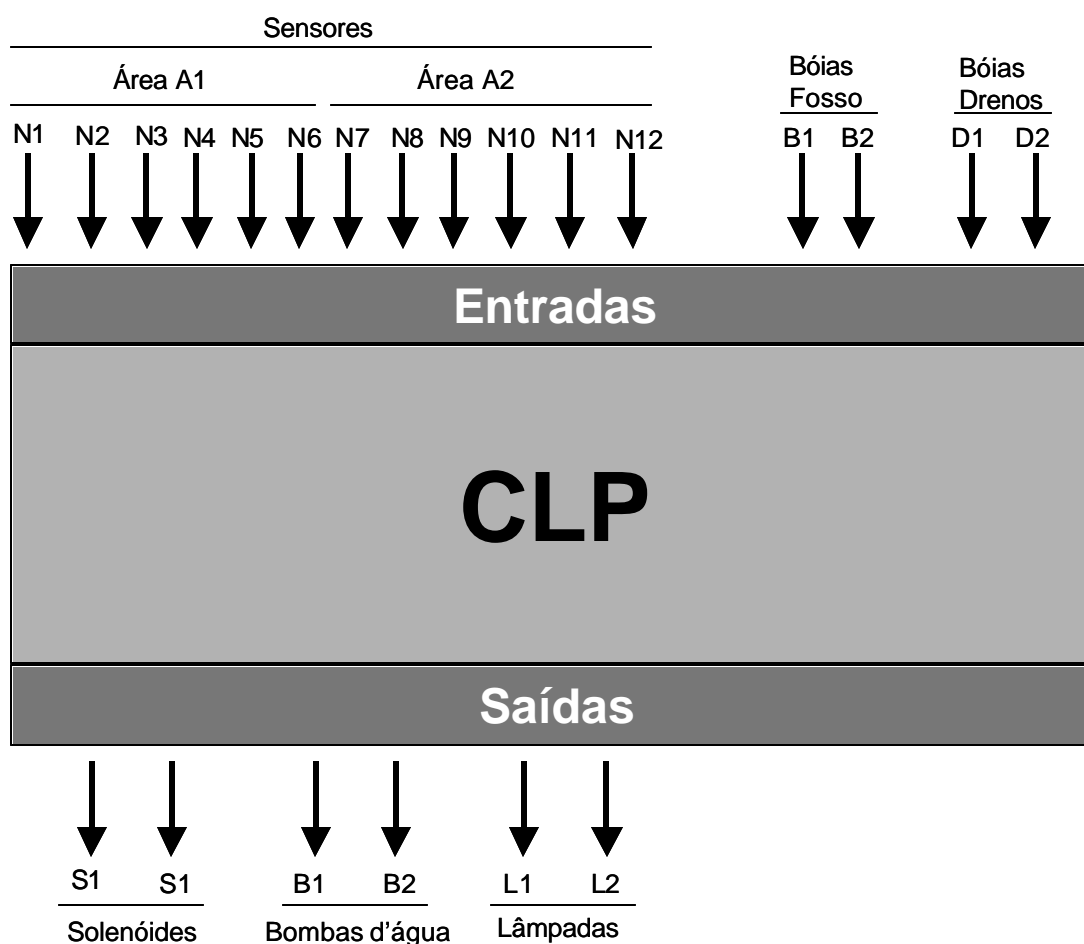 Sensores
Área A1 Área A2
Bóias
Fosso
Bóias
Drenos
N1 N2 N3 N4 N5 N6 N7 N8 N9 N10 N11 N12 B1 B2 D1 D2
Entradas
CLP
Saídas
S1 S1 B1 B2 L1 L2
Solenóides Bombas d'água Lâmpadas